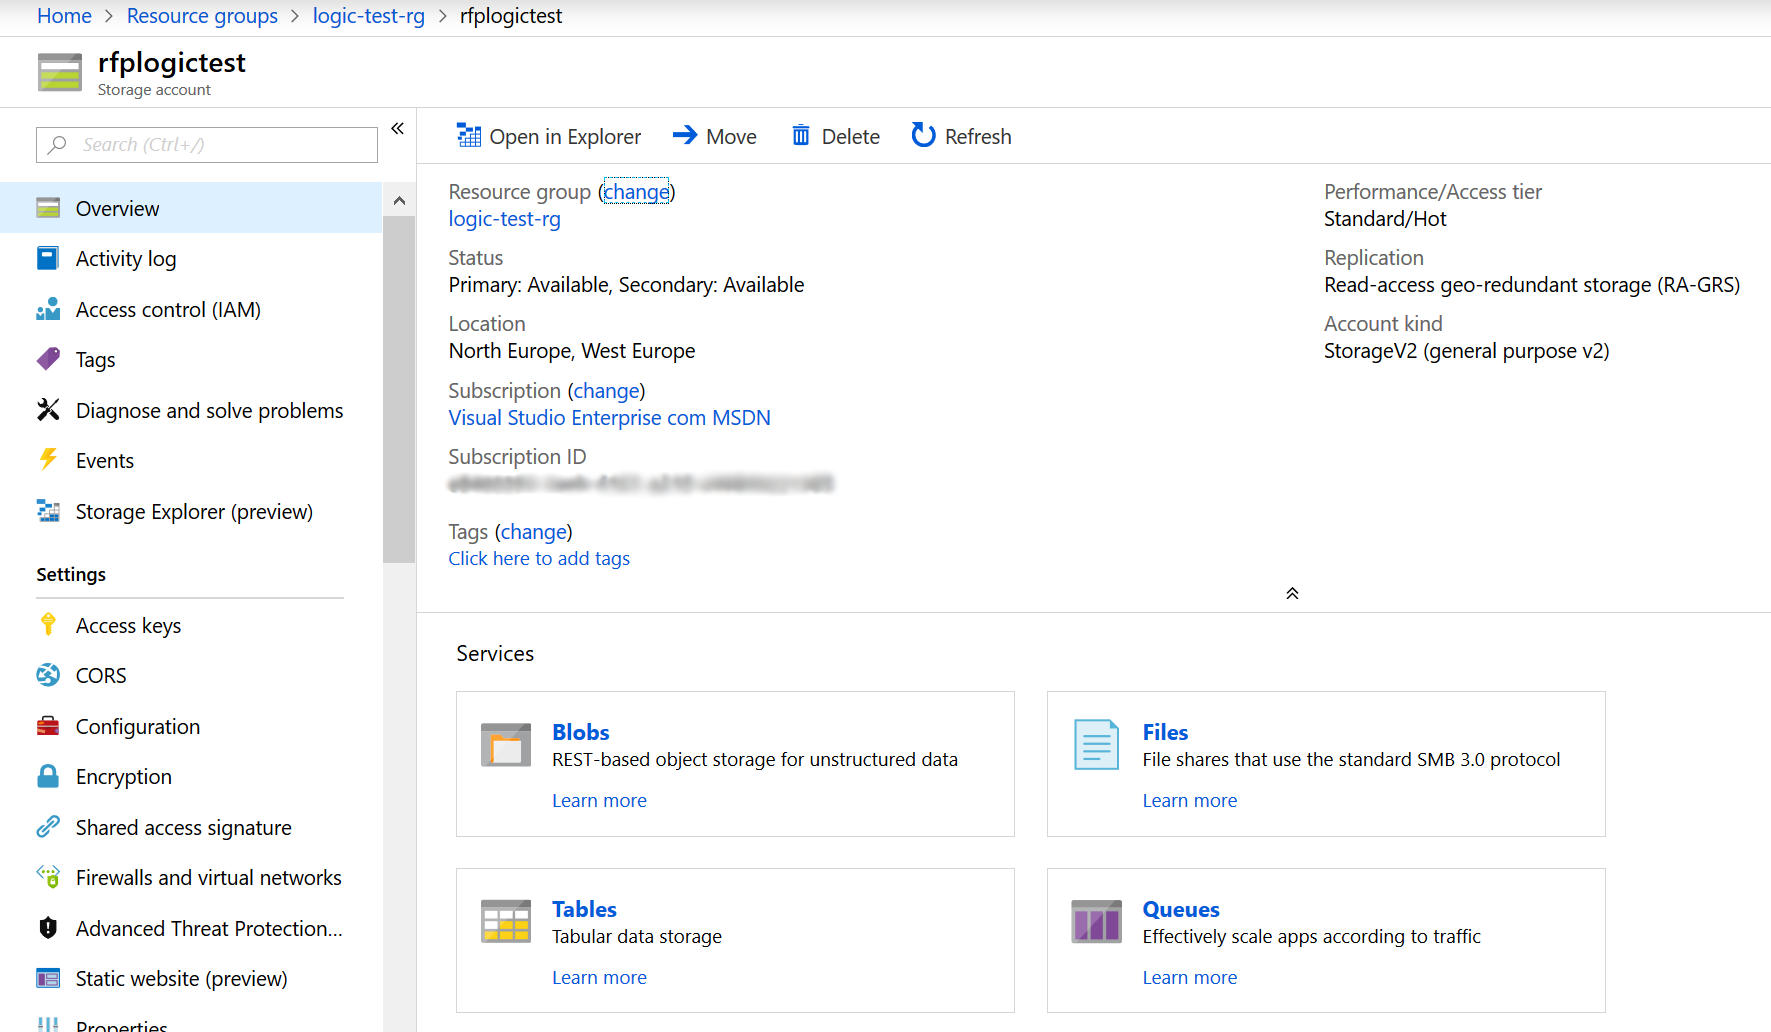 Home > Resource groups > logic-test-rg > rfplogictest
rfplogictest
Storage account
Search (Ctrl+/)
Overview
Activity log
Access control (IAM)
Tags
Diagnose and solve problems
Events
Storage Explorer (preview)
Settings
Access keys
CORS
Configuration
Encryption
Shared access signature
Firewalls and virtual networks
Advanced Threat Protection...
Static website (preview)
Properties
Open in Explorer Move Delete Refresh
Resource group (change)
logic-test-rg
Status
Primary: Available, Secondary: Available
Location
North Europe, West Europe
Subscription (change)
Visual Studio Enterprise com MSDN
Subscription ID
Tags (change)
Click here to add tags
Performance/Access tier
Standard/Hot
Replication
Read-access geo-redundant storage (RA-GRS)
Account kind
StorageV2 (general purpose v2)
Services
Blobs
REST-based object storage for unstructured data
Learn more
Files
File shares that use the standard SMB 3.0 protocol
Learn more
Tables
Tabular data storage
Learn more
Queues
Effectively scale apps according to traffic
Learn more